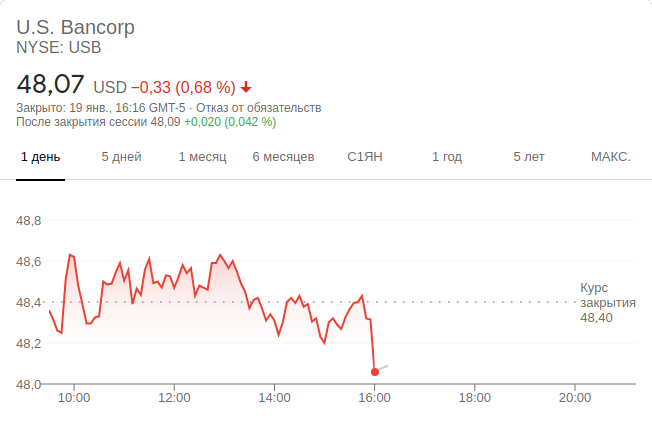 U.S. Bancorp
NYSE: USB
48,07 USD −0,33 (0,68 %)
Закрыто: 19 янв., 16:16 GMT-5 · Отказ от обязательств
После закрытия сессии 48,09 +0,020 (0,042 %)
1 день 5 дней 1 месяц 6 месяцев С1ЯН 1 год 5 лет МАКС.
48,8
48,6
48,4
48,2
48,0
Курс
закрытия
48,40
10:00 12:00 14:00 16:00 18:00 20:00